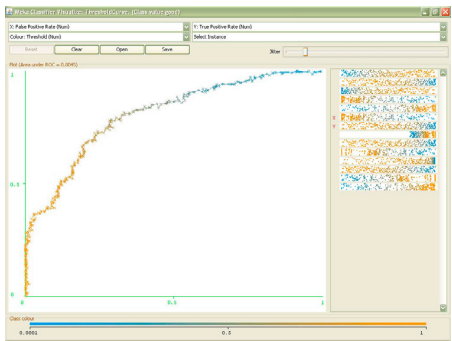 Weka Classifier Visualize: ThresholdCurve. (Class value good)
X: False Positive Rate (Num)
Y: True Positive Rate (Num)
Colour: Threshold (Num)
Select Instance
Reset
Clear
Open
Save
Jitter
Plot (Area under ROC =
1
0.5
0
0
0.5
1
X
Y
Class colour
0.0001
0.5
1